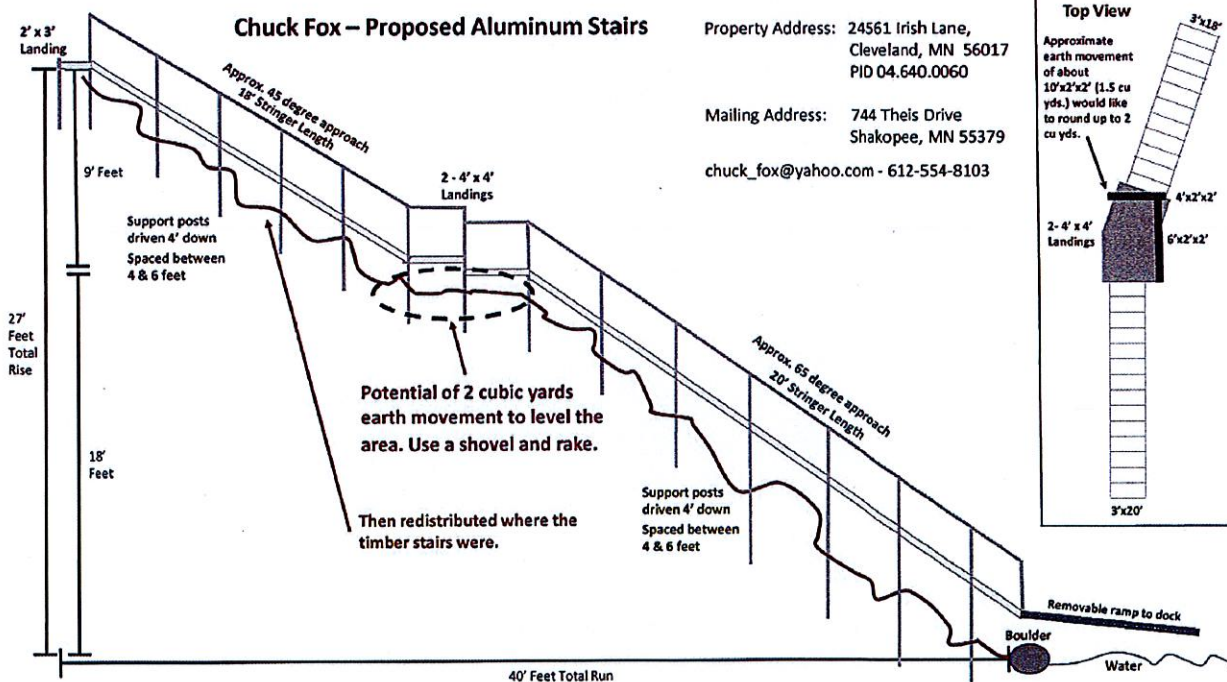 Chuck Fox – Proposed Aluminum Stairs
Property Address: 24561 Irish Lane,
Cleveland, MN 56017
PID 04.640.0060
Mailing Address: 744 Theis Drive
Shakopee, MN 55379
chuck_fox@yahoo.com - 612-554-8103
2' x 3'
Landing
Approx. 45 degree approach
18' Stringer Length
9' Feet
2 - 4' x 4'
Landings
Support posts
driven 4' down
Spaced between
4 & 6 feet
27'
Feet
Total
Rise
18'
Feet
Potential of 2 cubic yards
earth movement to level the
area. Use a shovel and rake.
Then redistributed where the
timber stairs were.
Approx. 65 degree approach
20' Stringer Length
Support posts
driven 4' down
Spaced between
4 & 6 feet
Removable ramp to dock
Boulder
Water
40' Feet Total Run
Top View
3'x18'
Approximate
earth movement
of about
10'x2'x2' (1.5 cu
yds.) would like
to round up to 2
cu yds.
4'x2'x2'
2- 4' x 4'
Landings
6'x2'x2'
3'x20'